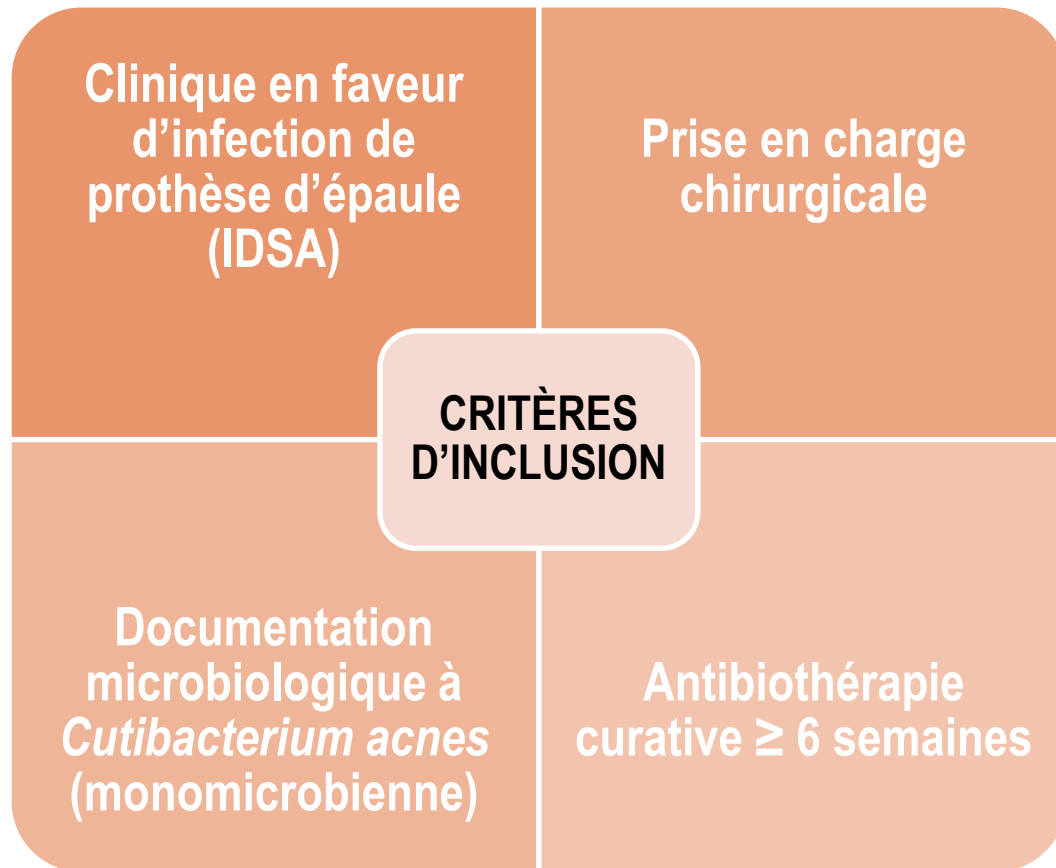 Clinique en faveur
d'infection de
prothèse d'épaule
(IDSA)
Prise en charge
chirurgicale
CRITÈRES
D'INCLUSION
Documentation
microbiologique à
Cutibacterium acnes
(monomicrobienne)
Antibiothérapie
curative ≥ 6 semaines